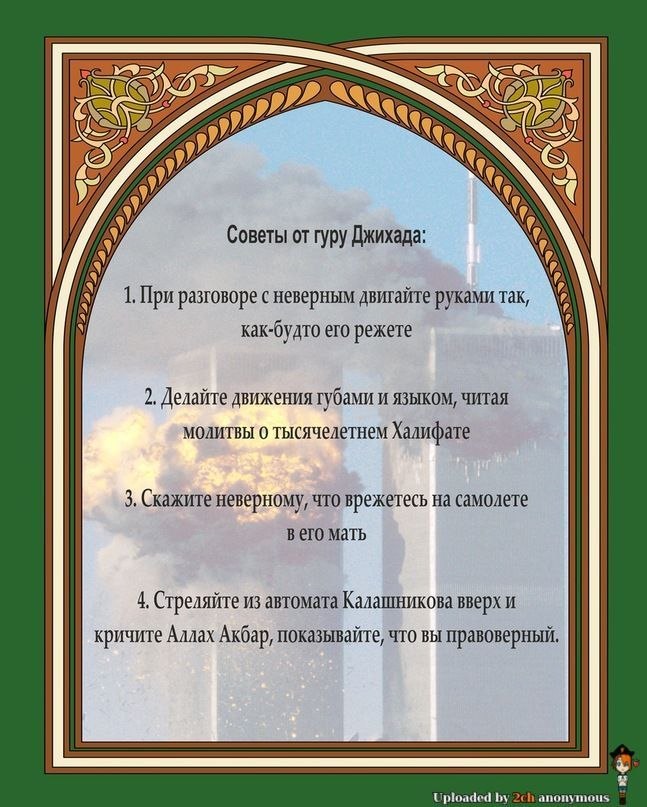 Советы от гуру Джихада:
1. При разговоре с неверным двигайте руками так,
как-будто его режете
2. Делайте движения губами и языком, читая
молитвы о тысячелетнем Халифате
3. Скажите неверному, что врежетесь на самолете
в его мать
4. Стреляйте из автомата Калашникова вверх и
кричите Аллах Акбар, показывайте, что вы правоверный.
Uploaded by 2ch anonymous